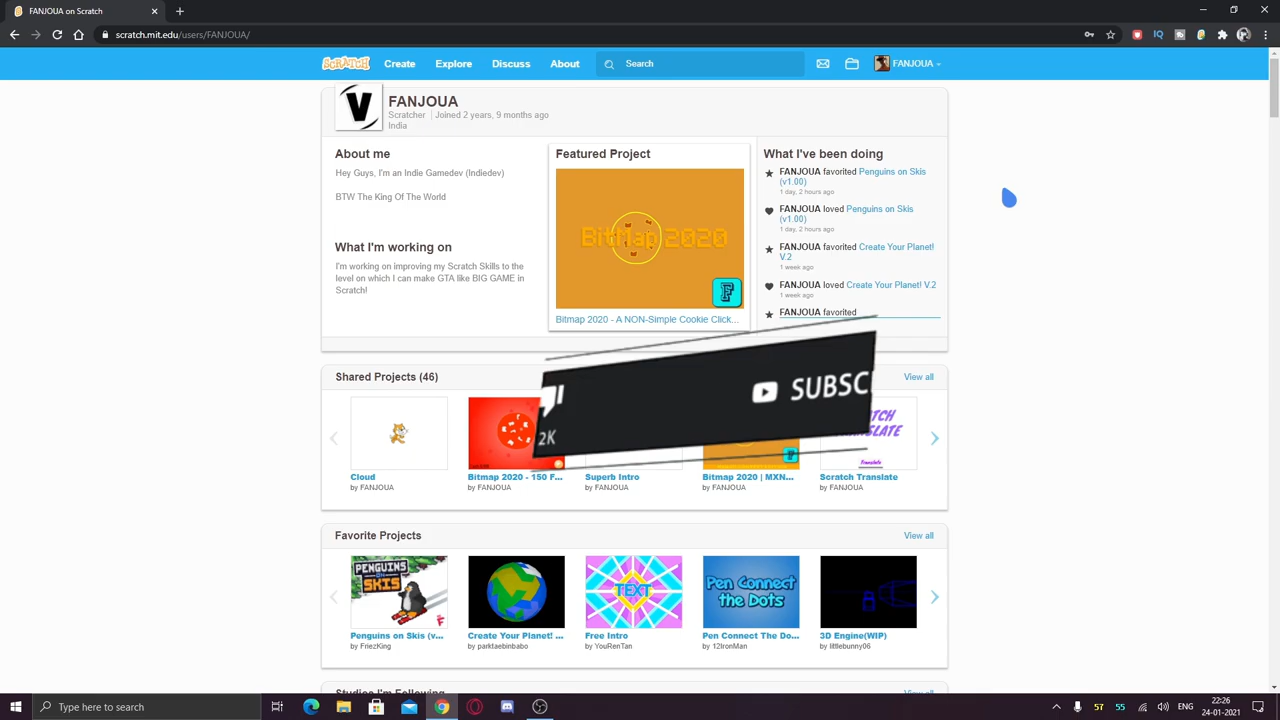 FANJOUA on Scratch
scratch.mit.edu/users/FANJOUA/
SCRATCH
Create
Explore
Discuss
About
Search
FANJOUA
V
FANJOUA
Scratcher
Joined 2 years, 9 months ago
India
About me
Hey Guys, I'm an Indie Gamedev (Indiedev)
BTW The King Of The World
What I'm working on
I'm working on improving my Scratch Skills to the
level on which I can make GTA like BIG GAME in
Scratch!
Featured Project
BitMap 2020
F
Bitmap 2020 - A NON-Simple Cookie Click...
What I've been doing
FANJOUA favorited Penguins on Skis
(v1.00)
1 day, 2 hours ago
FANJOUA loved Penguins on Skis
(v1.00)
1 day, 2 hours ago
FANJOUA favorited Create Your Planet!
V.2
1 week ago
FANJOUA loved Create Your Planet! V.2
1 week ago
FANJOUA favorited
2K
SUBSC
Shared Projects (46)
View all
Cloud
by FANJOUA
Bitmap 2020 - 150 F...
by FANJOUA
Superb Intro
by FANJOUA
F
Bitmap 2020 | MXN...
by FANJOUA
Translate
Scratch Translate
by FANJOUA
Favorite Projects
View all
PENGUINS
ON
SKIS
Penguins on Skis (v...
by FriezKing
Create Your Planet! ...
by parktaebinbabo
TEXT
Free Intro
by YouRenTan
Pen Connect
the Dots
Pen Connect The Do...
by 12IronMan
3D Engine(WIP)
by littlebunny06
Studios I'm Following
View all
Type here to search
57
55
ENG
22:26
24-01-2021